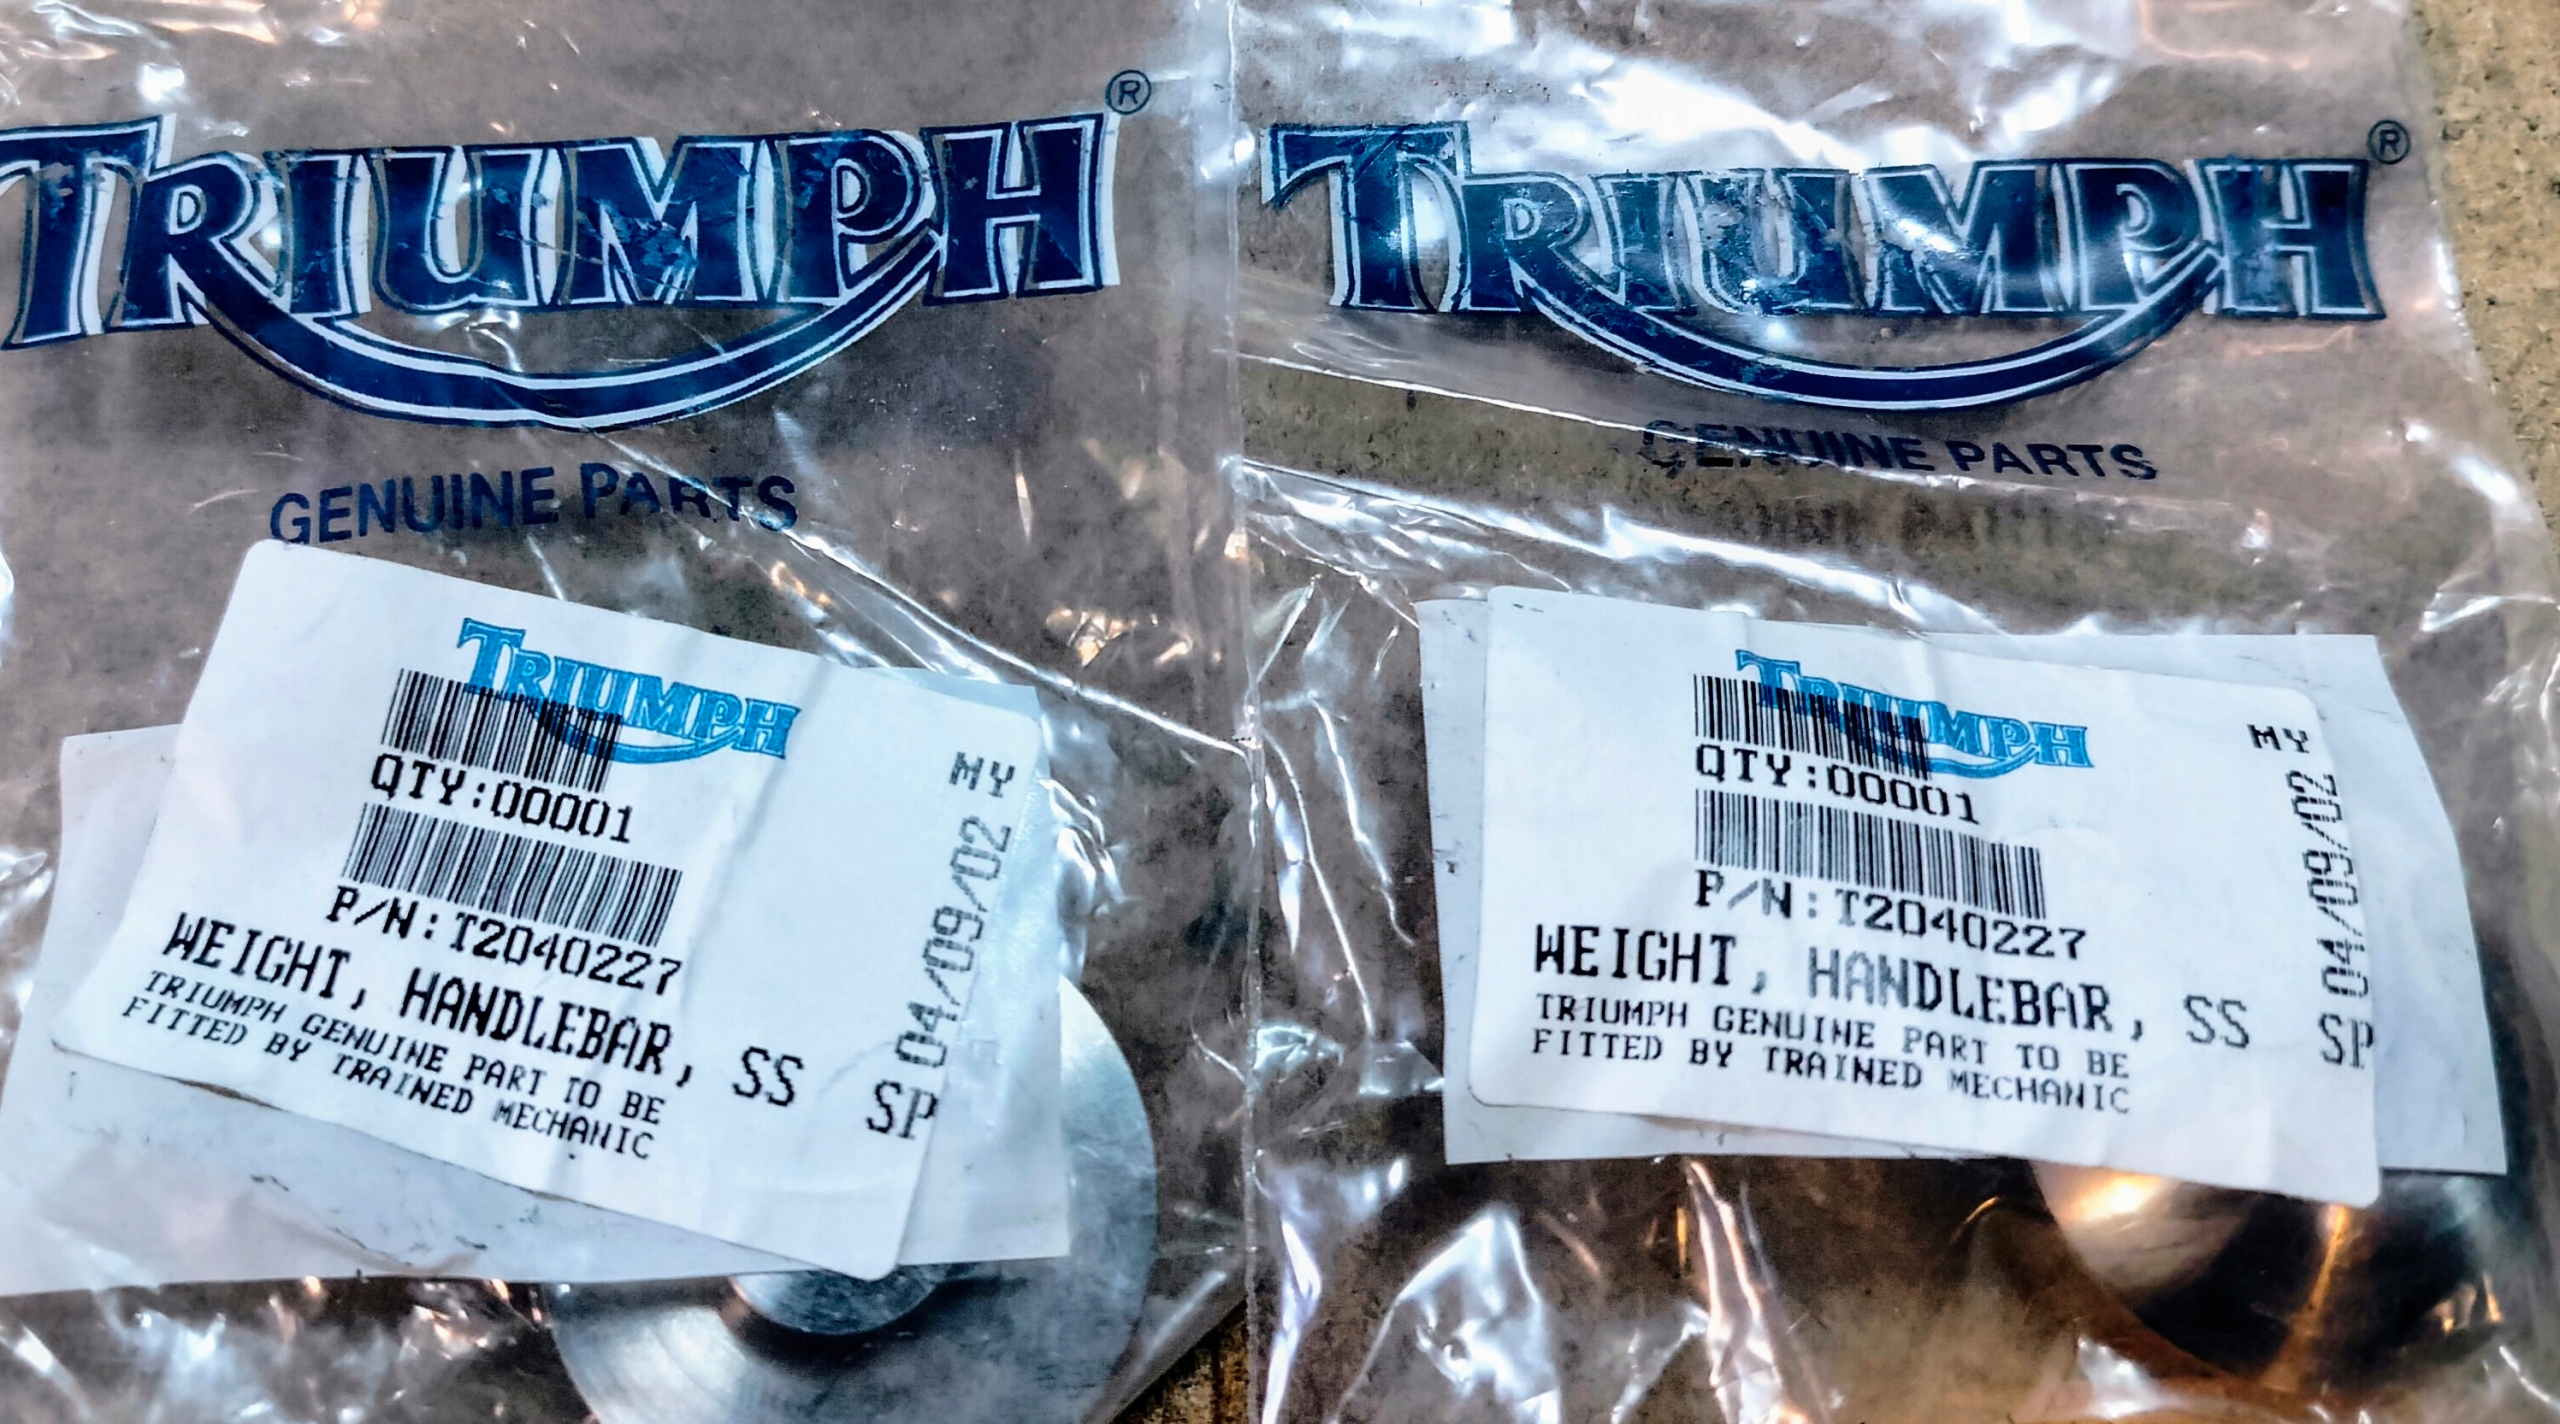 TRIUMPH®
GENUINE PARTS
TRIUMPH
QTY:00001
P/N:T2040227
WEIGHT, HANDLEBAR, SS
TRIUMPH GENUINE PART TO BE
FITTED BY TRAINED MECHANIC
MY
04/09/02
SP
TRIUMPH®
GENUINE PARTS
TRIUMPH
QTY:00001
P/N:T2040227
WEIGHT, HANDLEBAR, SS
TRIUMPH GENUINE PART TO BE
FITTED BY TRAINED MECHANIC
MY
04/09/02
SP